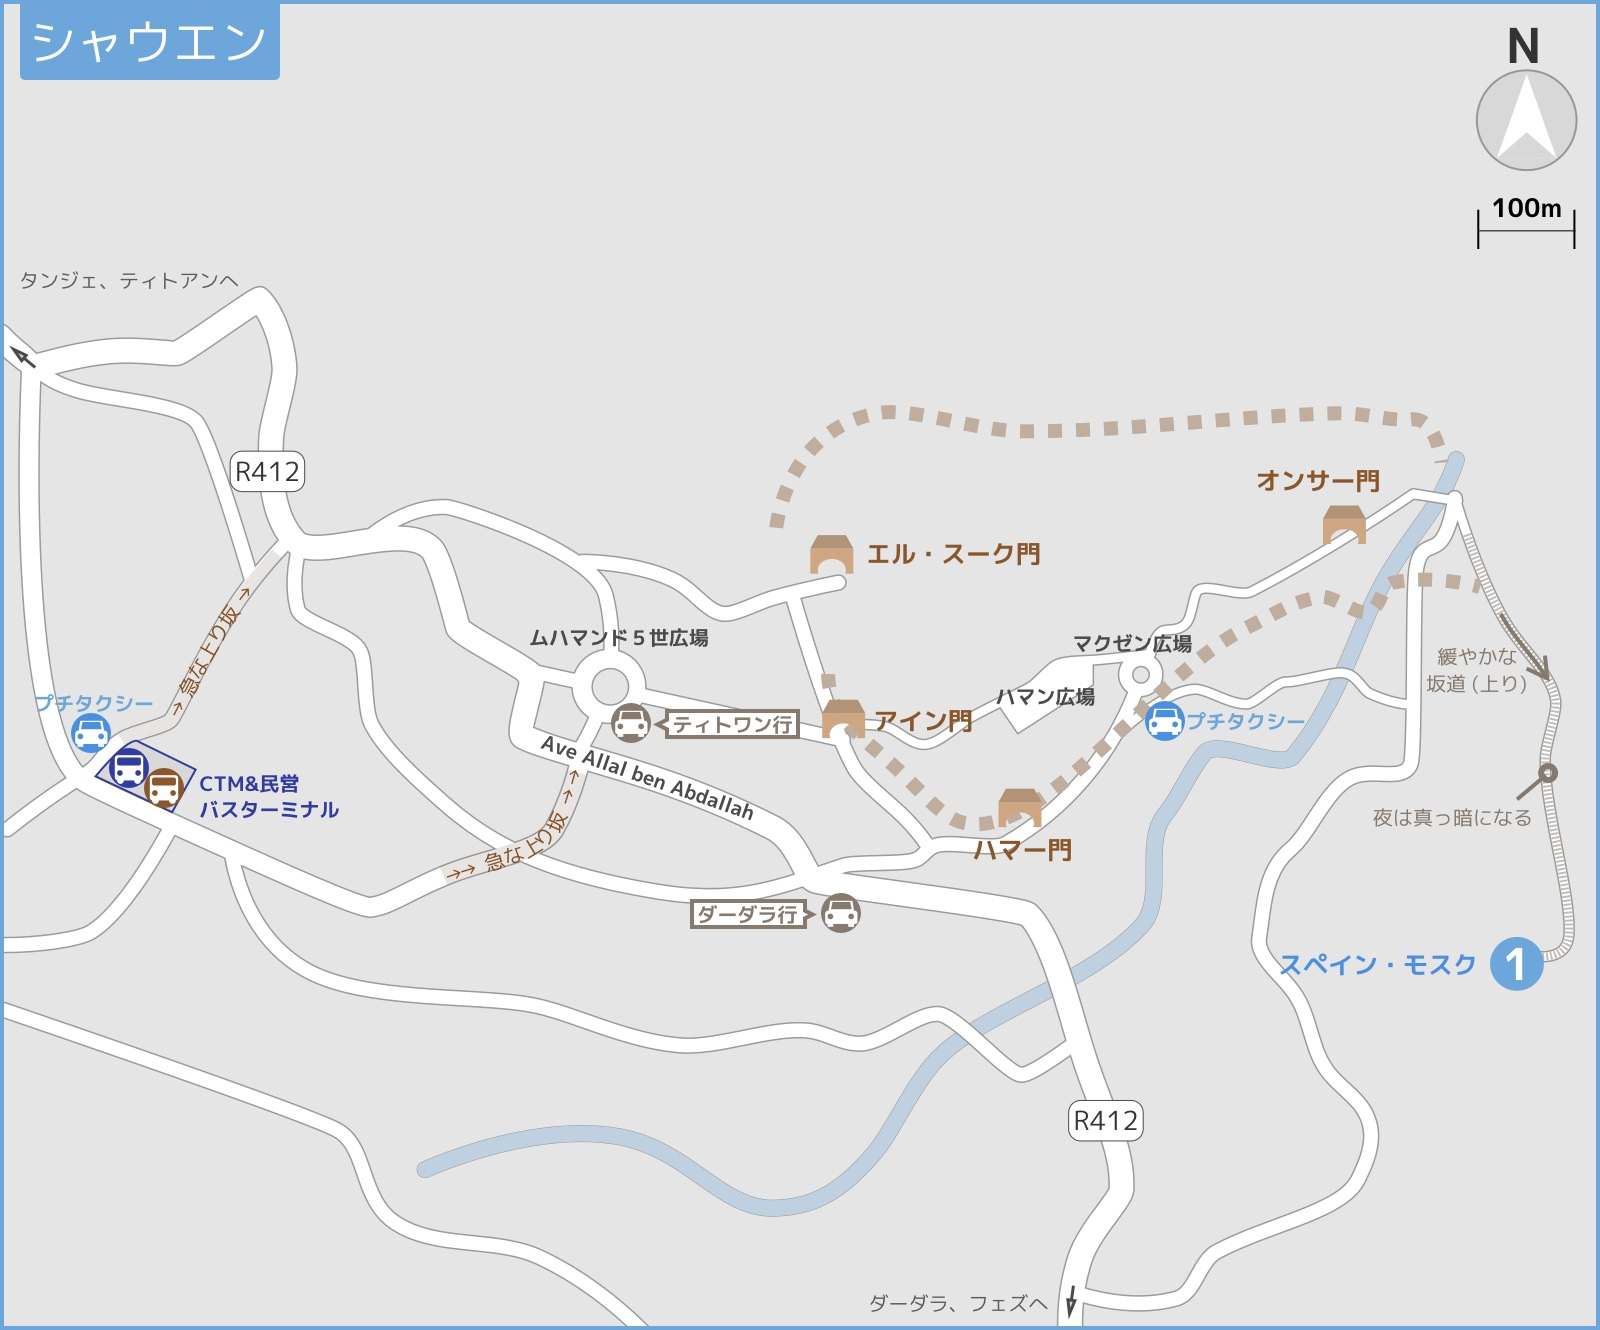 シャウエン
N
100m
タンジェ、ティトアンへ
R412
オンサー門
エル・スーク門
ムハマンド５世広場
マクゼン広場
緩やかな
坂道 (上り)
→ 急な上り坂 →
プチタクシー
ハマン広場
アイン門
プチタクシー
ティトワン行
Ave Allal ben Abdallah
CTM&民営
バスターミナル
夜は真っ暗になる
→→ 急な上り坂 →→
ハマー門
ダーダラ行
スペイン・モスク
1
R412
ダーダラ、フェズへ